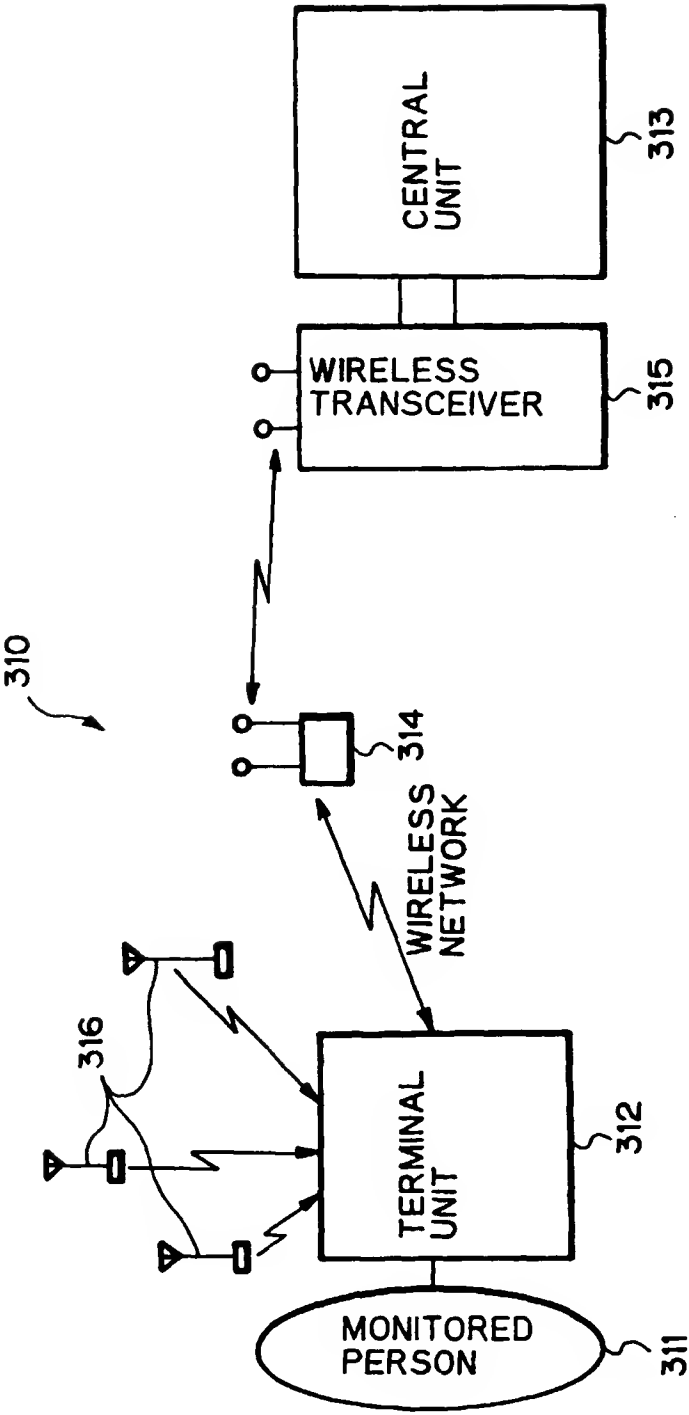 310
316
MONITORED
PERSON
311
TERMINAL
UNIT
312
WIRELESS
NETWORK
314
WIRELESS
TRANSCEIVER
315
CENTRAL
UNIT
313